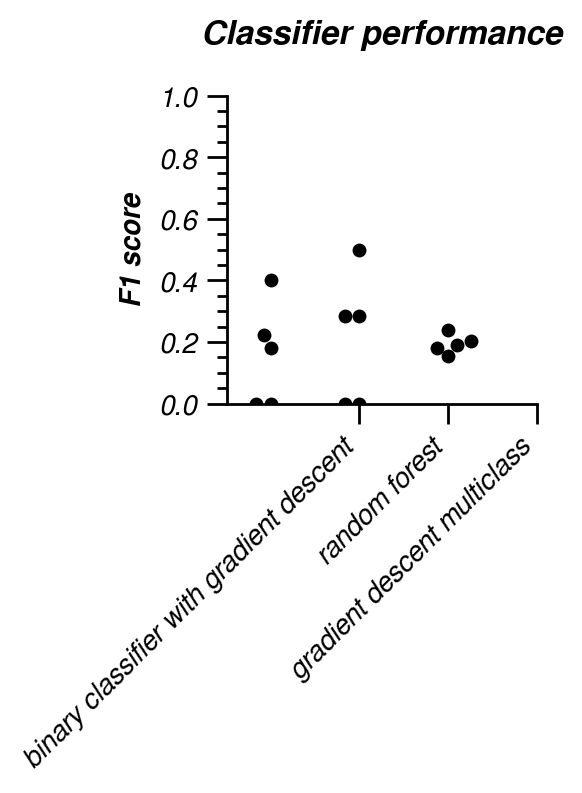 Classifier performance
1.0
0.8
0.6
0.4
0.2
0.0
F1 score
binary classifier with gradient descent
random forest
gradient descent multiclass